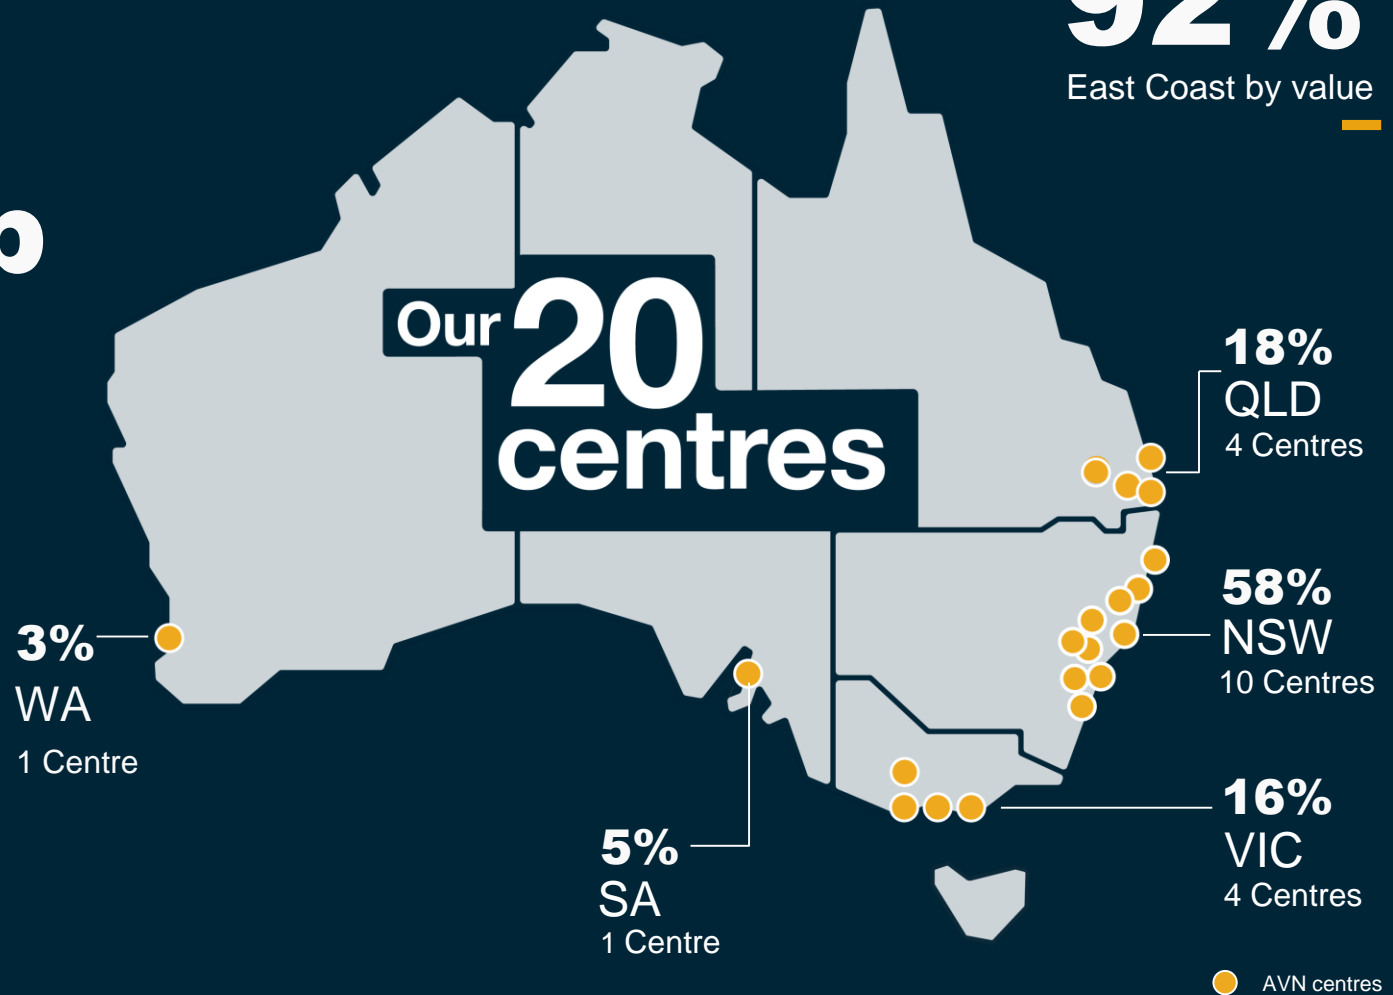 92%
East Coast by value
Our 20
centres
18%
QLD
4 Centres
58%
NSW
10 Centres
3%
WA
1 Centre
16%
VIC
4 Centres
5%
SA
1 Centre
AVN centres